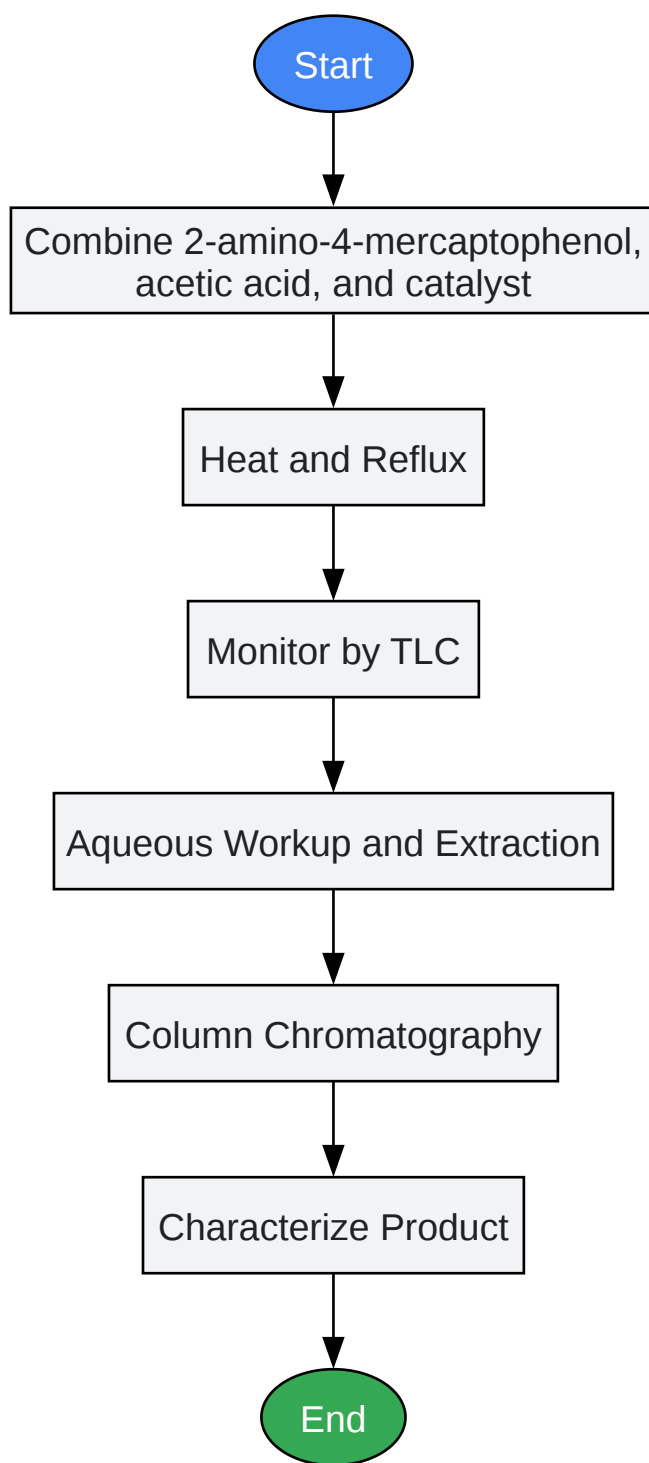 Start
Combine 2-amino-4-mercaptophenol,
acetic acid, and catalyst
Heat and Reflux
Monitor by TLC
Aqueous Workup and Extraction
Column Chromatography
Characterize Product
End